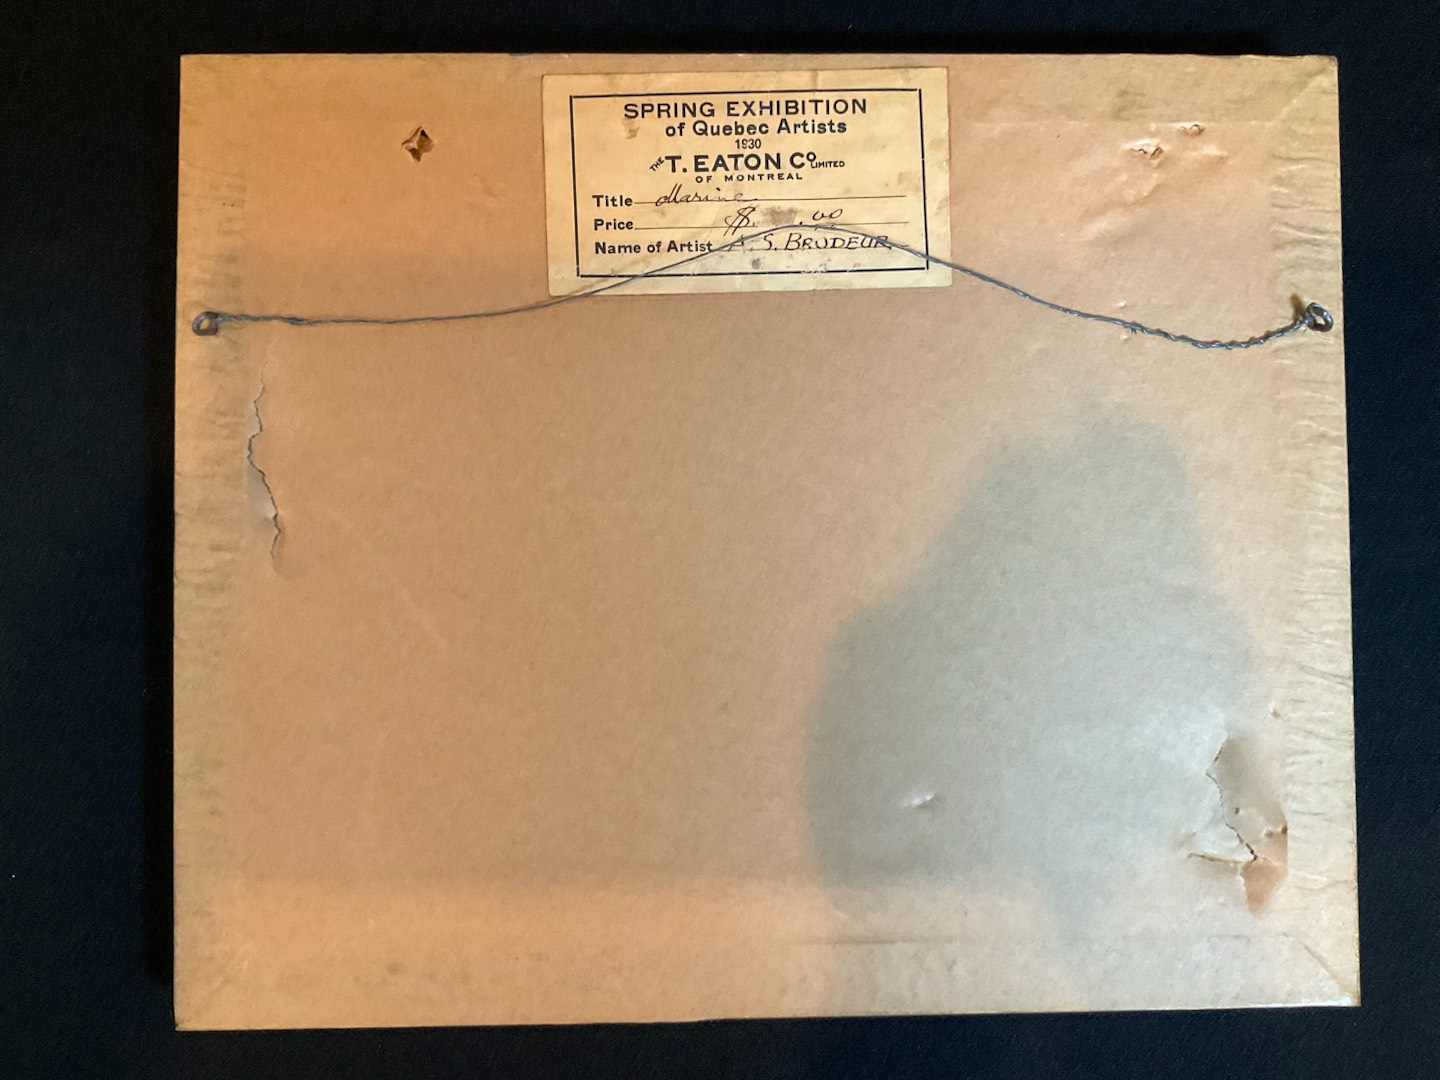 SPRING EXHIBITION
of Quebec Artists
1930
THE T. EATON CO LIMITED
OF MONTREAL
Title Marine
Price $ .00
Name of Artist A. S. BRODEUR